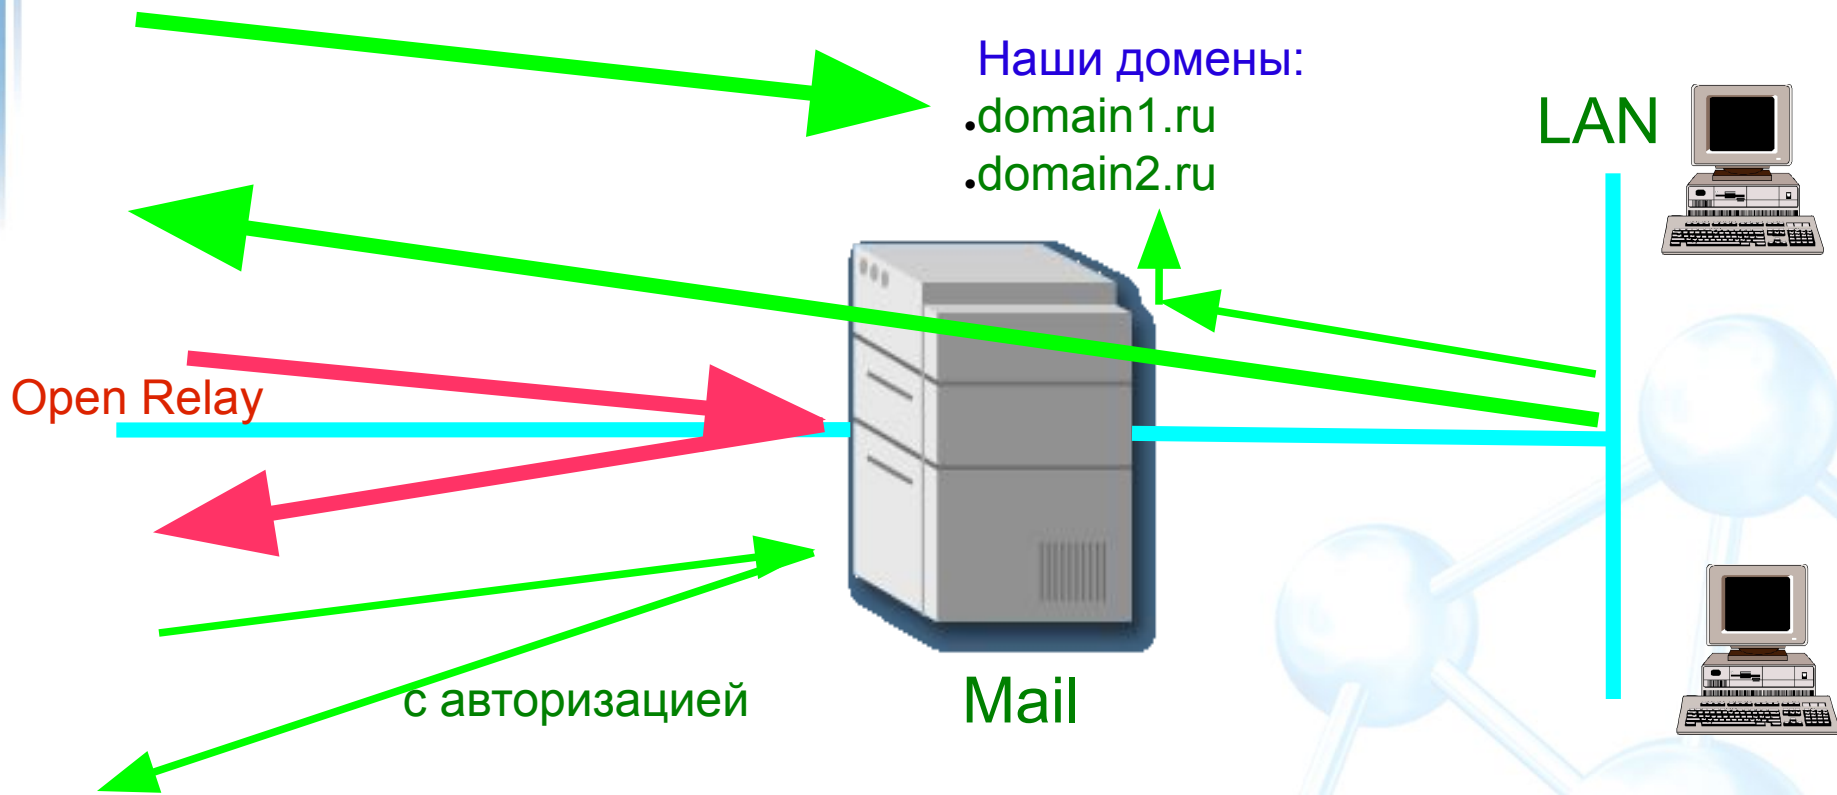 Наши домены:
•domain1.ru
•domain2.ru
LAN
Open Relay
с авторизацией
Mail